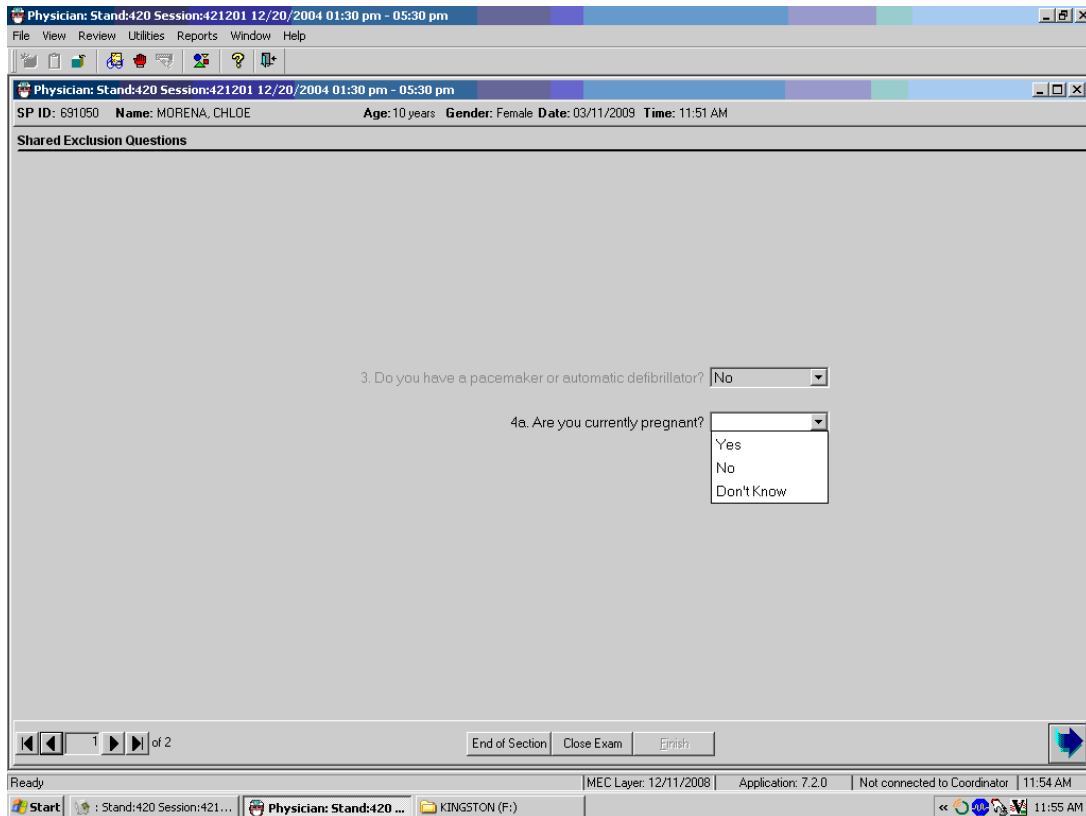 Physician: Stand:420 Session:421201 12/20/2004 01:30 pm - 05:30 pm
File View Review Utilities Reports Window Help
Physician: Stand:420 Session:421201 12/20/2004 01:30 pm - 05:30 pm
SP ID: 691050 Name: MORENA, CHLOE Age: 10 years Gender: Female Date: 03/11/2009 Time: 11:51 AM
Shared Exclusion Questions
3. Do you have a pacemaker or automatic defibrillator? No
4a. Are you currently pregnant?
Yes
No
Don't Know
1 of 2 End of Section Close Exam Finish
Ready MEC Layer: 12/11/2008 Application: 7.2.0 Not connected to Coordinator 11:54 AM
Start : Stand:420 Session:421... Physician: Stand:420 ... KINGSTON (F:) « 11:55 AM